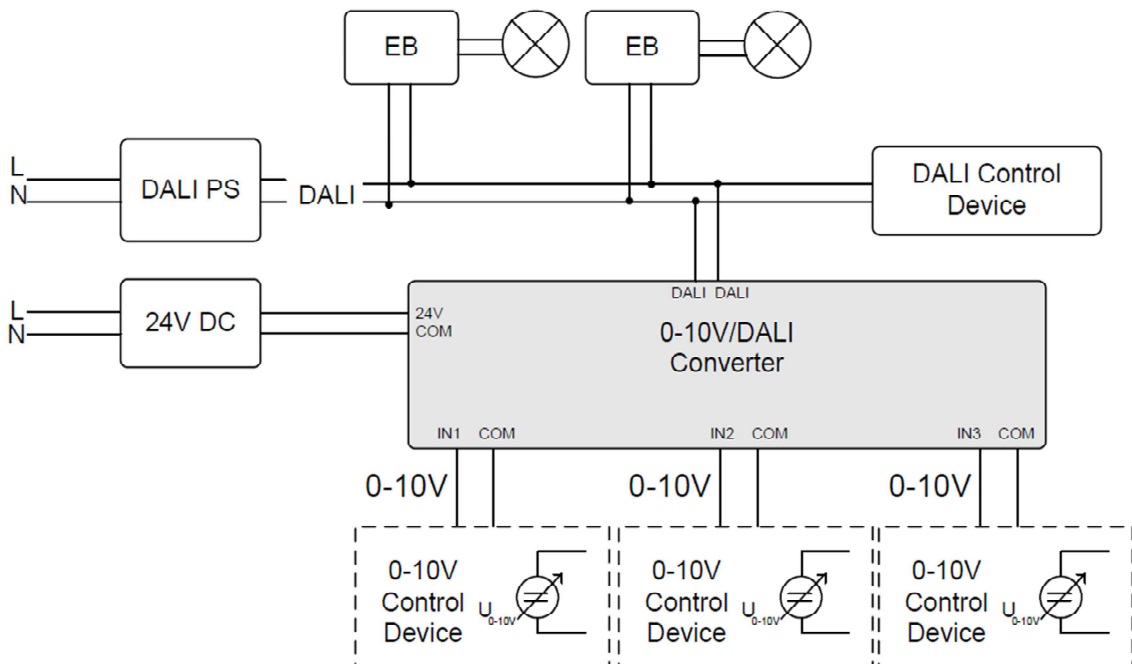 EB
EB
L
N
DALI PS
DALI
DALI Control
Device
L
N
24V DC
24V
COM
DALI DALI
0-10V/DALI
Converter
IN1 COM
IN2 COM
IN3 COM
0-10V
0-10V
0-10V
0-10V
Control
Device
U0-10V
0-10V
Control
Device
U0-10V
0-10V
Control
Device
U0-10V